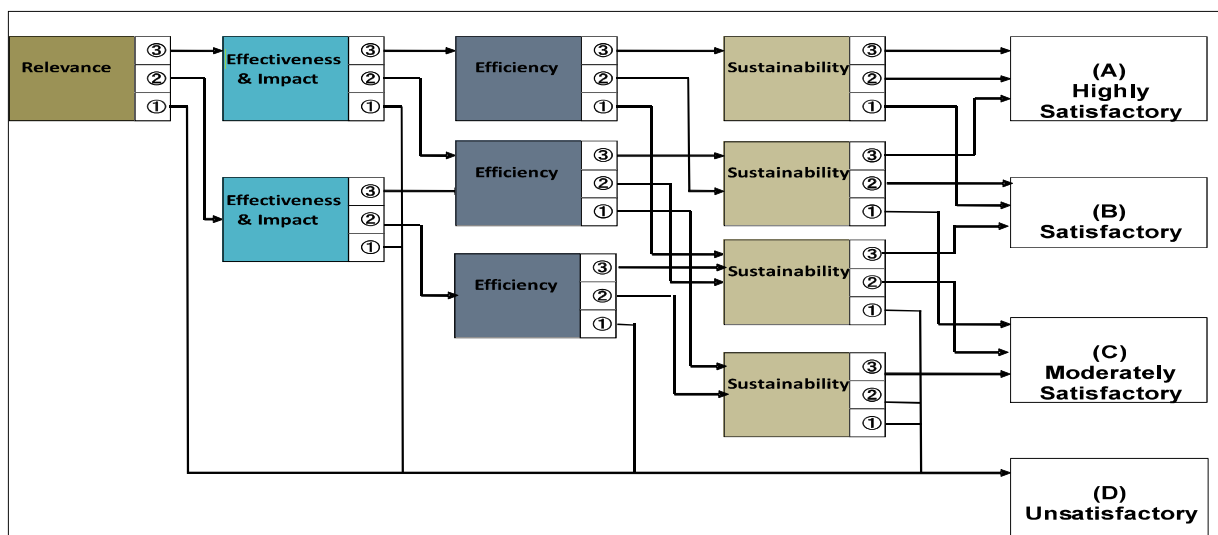 Relevance
③
②
①
Effectiveness
& Impact
③
②
①
Effectiveness
& Impact
③
②
①
Efficiency
③
②
①
Efficiency
③
②
①
Efficiency
③
②
①
Sustainability
③
②
①
Sustainability
③
②
①
Sustainability
③
②
①
Sustainability
③
②
①
(A)
Highly
Satisfactory
(B)
Satisfactory
(C)
Moderately
Satisfactory
(D)
Unsatisfactory